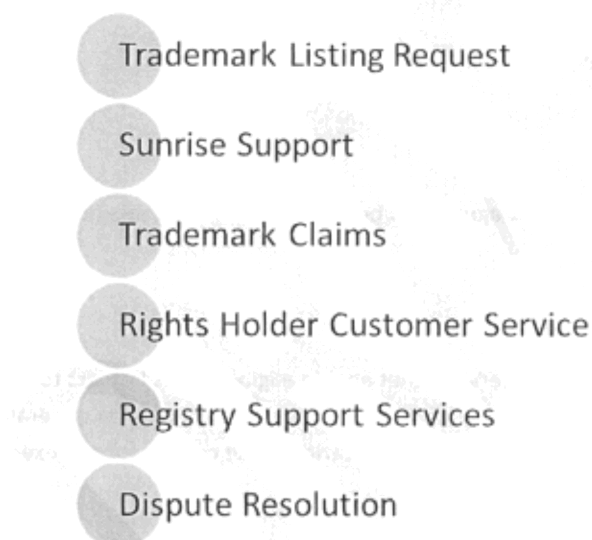 Trademark Listing Request
Sunrise Support
Trademark Claims
Rights Holder Customer Service
Registry Support Services
Dispute Resolution